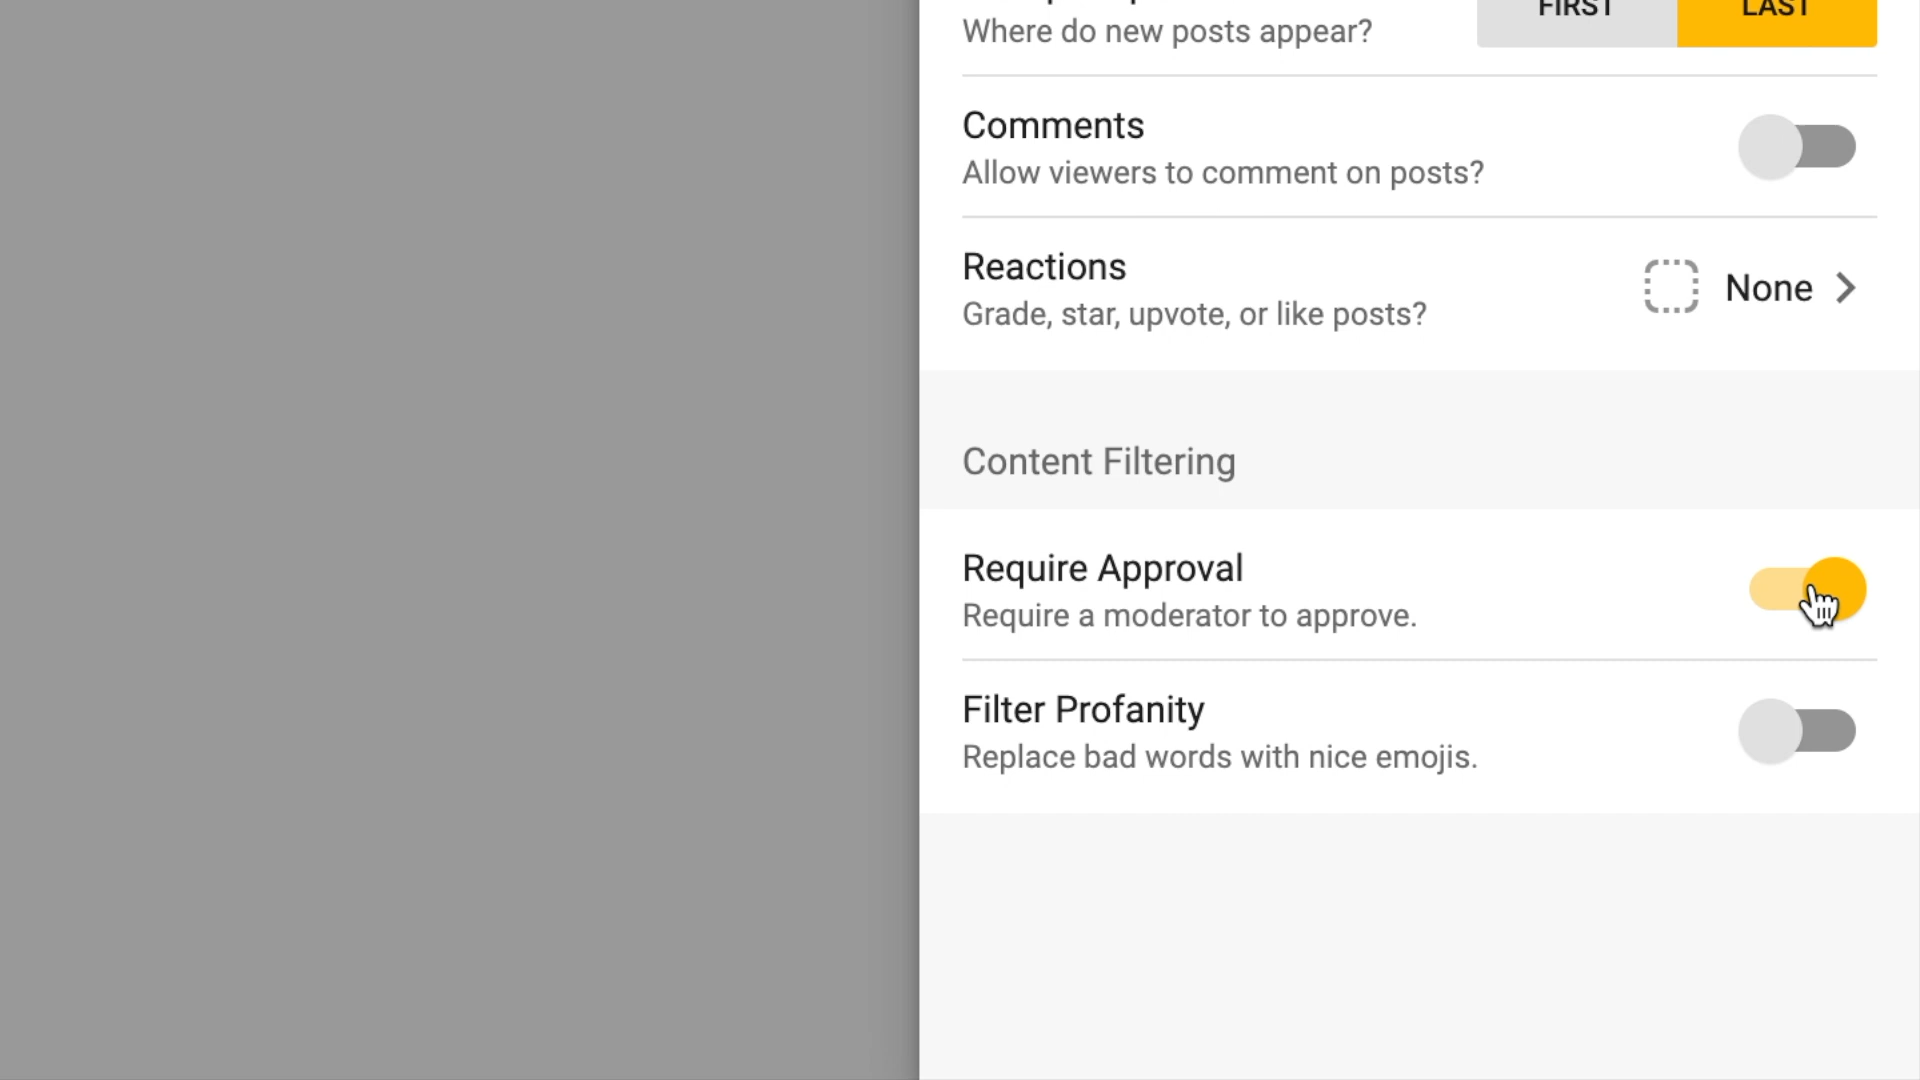 FIRST LAST
Where do new posts appear?
Comments
Allow viewers to comment on posts?
Reactions
Grade, star, upvote, or like posts?
None
Content Filtering
Require Approval
Require a moderator to approve.
Filter Profanity
Replace bad words with nice emojis.